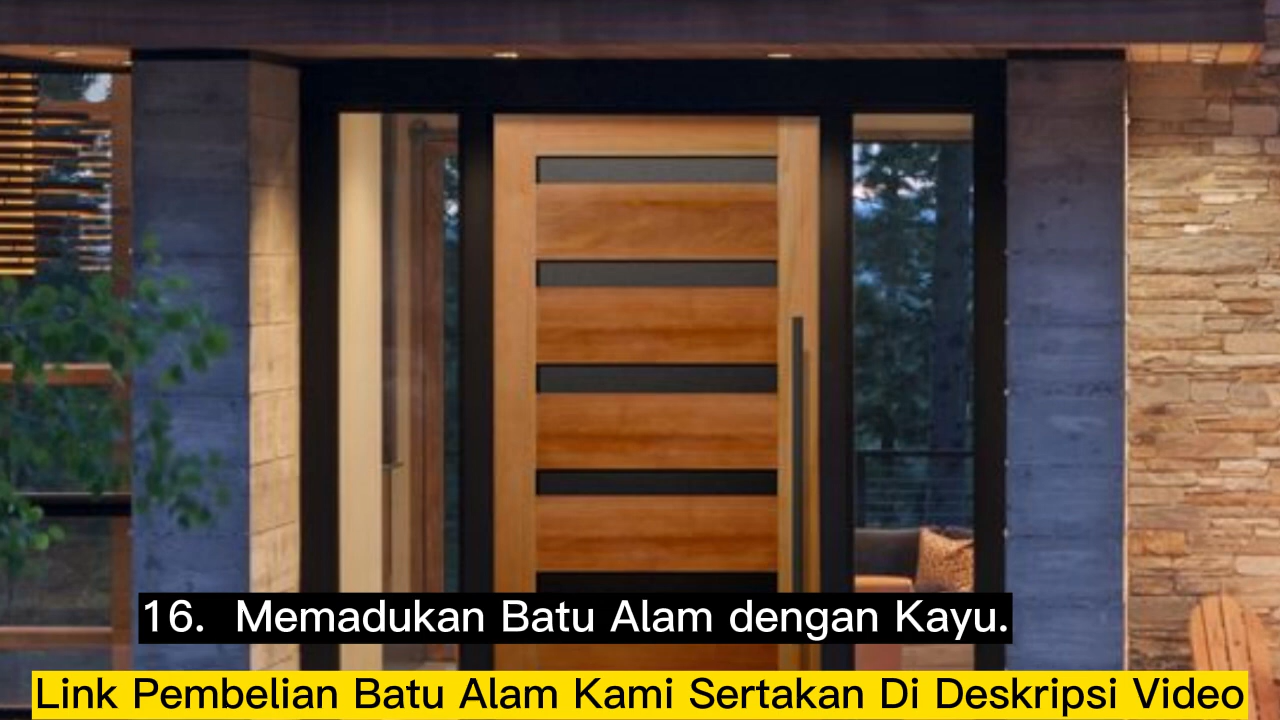 16. Memadukan Batu Alam dengan Kayu.
Link Pembelian Batu Alam Kami Sertakan Di Deskripsi Video